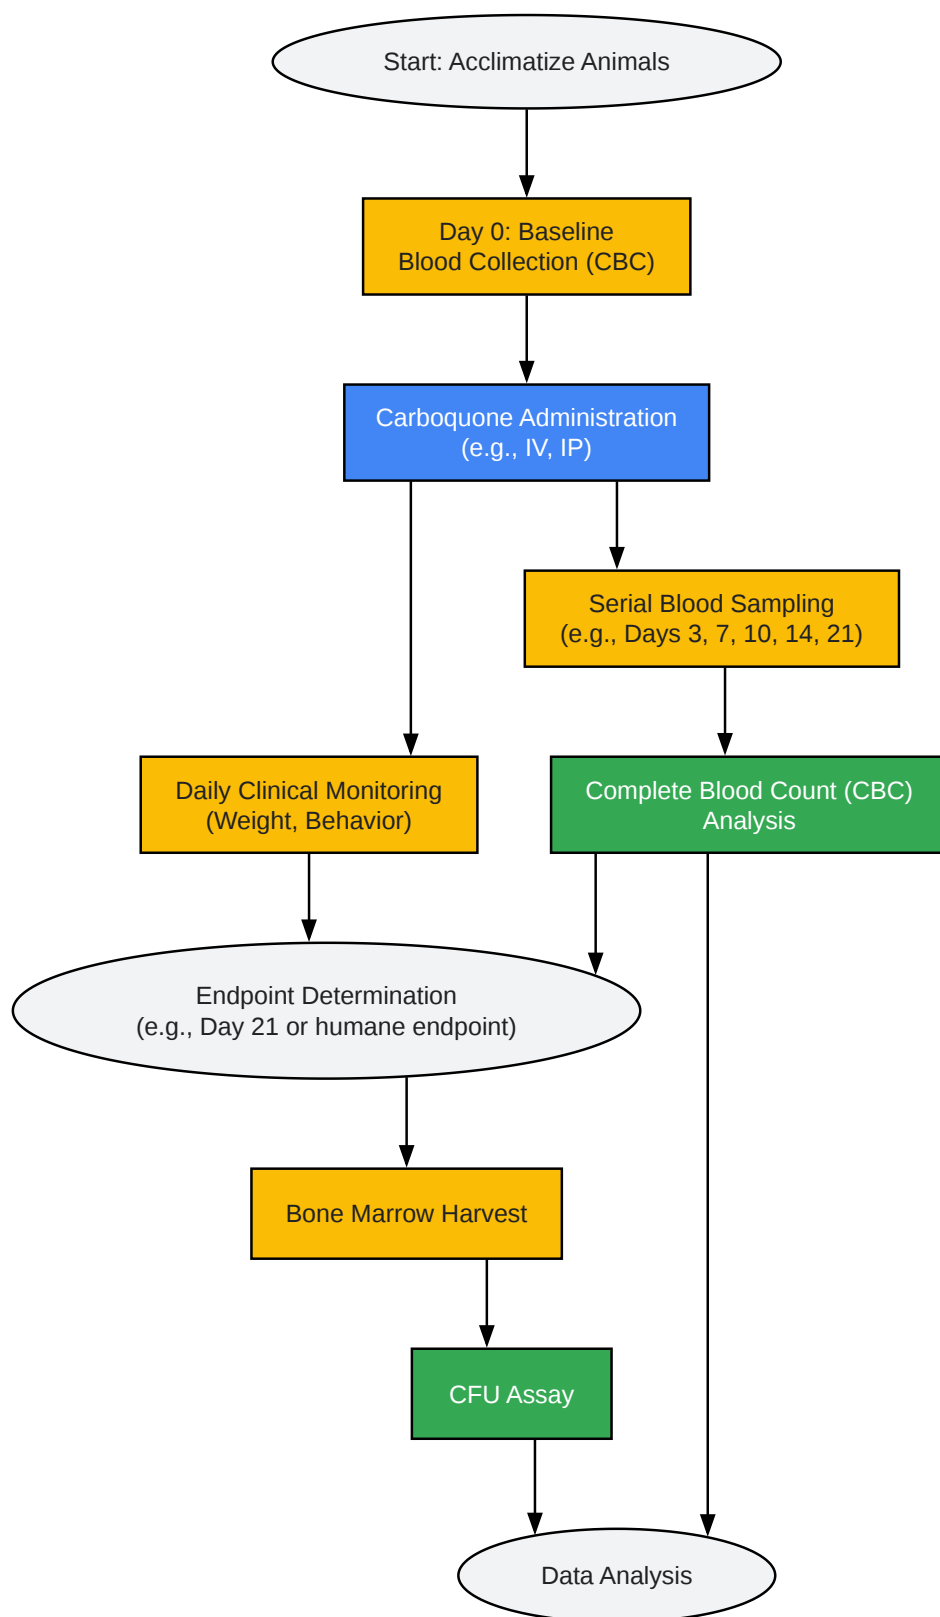 Start: Acclimatize Animals
Day 0: Baseline
Blood Collection (CBC)
Carboquone Administration
(e.g., IV, IP)
Serial Blood Sampling
(e.g., Days 3, 7, 10, 14, 21)
Daily Clinical Monitoring
(Weight, Behavior)
Complete Blood Count (CBC)
Analysis
Endpoint Determination
(e.g., Day 21 or humane endpoint)
Bone Marrow Harvest
CFU Assay
Data Analysis